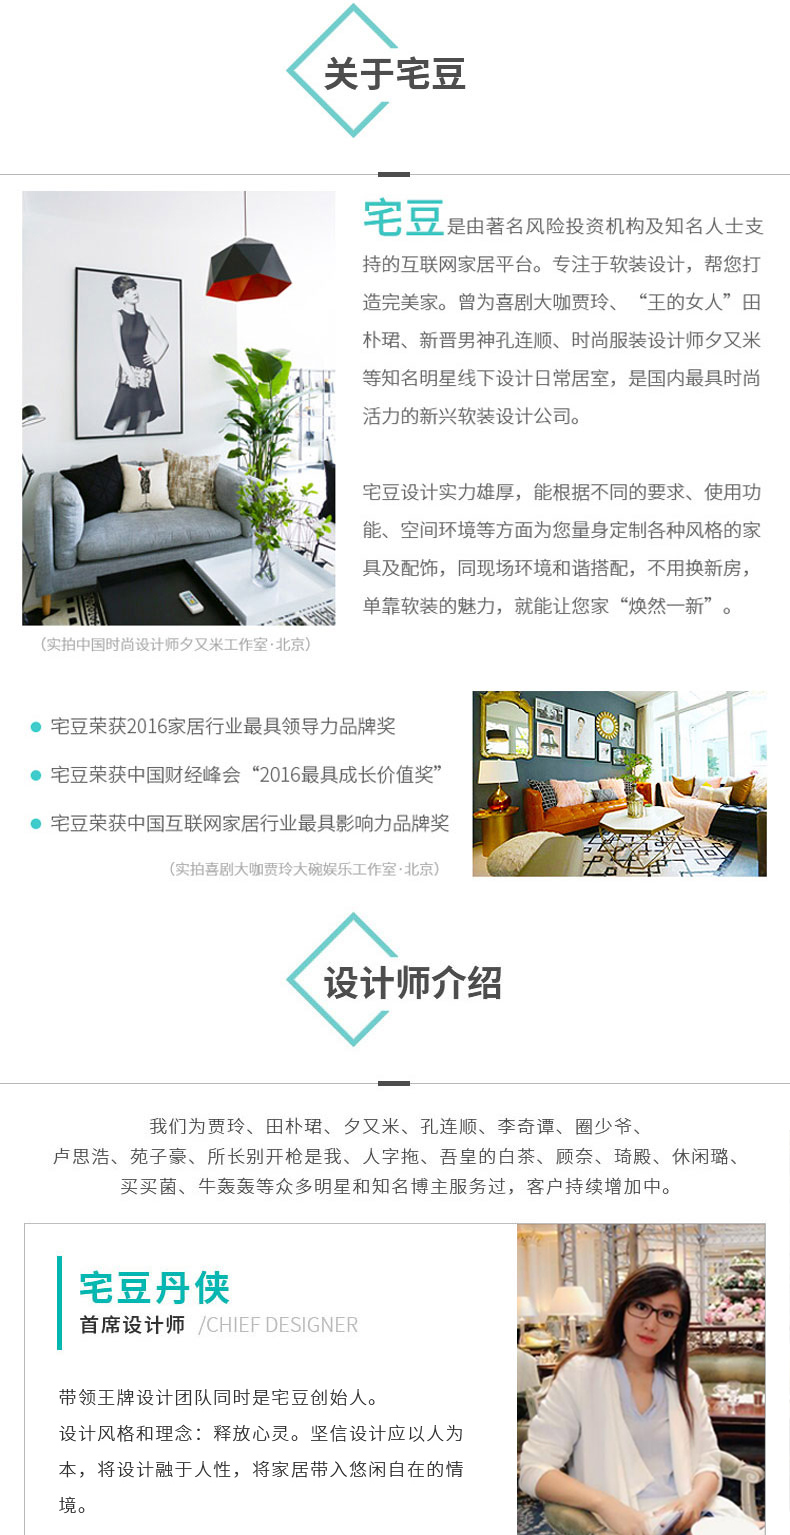 关于宅豆
宅豆是由著名风险投资机构及知名人士支
持的互联网家居平台。专注于软装设计，帮您打
造完美家。曾为喜剧大咖贾玲、“王的女人”田
朴珺、新晋男神孔连顺、时尚服装设计师夕又米
等知名明星线下设计日常居室，是国内最具时尚
活力的新兴软装设计公司。
宅豆设计实力雄厚，能根据不同的要求、使用功
能、空间环境等方面为您量身定制各种风格的家
具及配饰，同现场环境和谐搭配，不用换新房，
单靠软装的魅力，就能让您家“焕然一新”。
（实拍中国时尚设计师夕又米工作室·北京）
宅豆荣获2016家居行业最具领导力品牌奖
宅豆荣获中国财经峰会“2016最具成长价值奖”
宅豆荣获中国互联网家居行业最具影响力品牌奖
（实拍喜剧大咖贾玲大碗娱乐工作室·北京）
设计师介绍
我们为贾玲、田朴珺、夕又米、孔连顺、李奇谭、圈少爷、
卢思浩、苑子豪、所长别开枪是我、人字拖、吾皇的白茶、顾奈、琦殿、休闲璐、
买买菌、牛轰轰等众多明星和知名博主服务过，客户持续增加中。
宅豆丹侠
首席设计师 /CHIEF DESIGNER
带领王牌设计团队同时是宅豆创始人。
设计风格和理念：释放心灵。坚信设计应以人为
本，将设计融于人性，将家居带入悠闲自在的情
境。